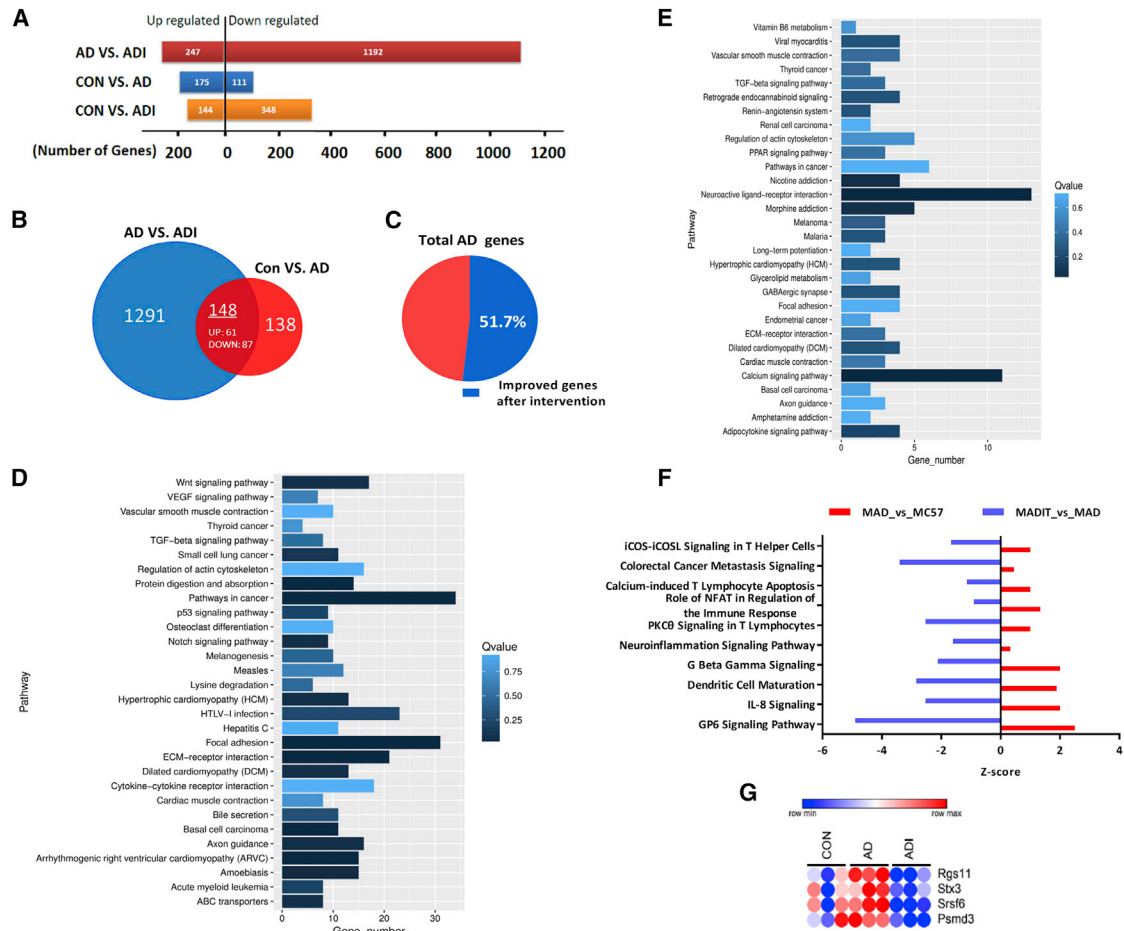 A
Up regulated Down regulated
AD VS. ADI
247
1192
CON VS. AD
175
111
CON VS. ADI
144
348
(Number of Genes)
200 0 200 400 600 800 1000 1200
B
AD VS. ADI
Con VS. AD
1291
148
UP: 61
DOWN: 87
138
C
Total AD genes
51.7%
Improved genes
after intervention
D
Pathway
Wnt signaling pathway
VEGF signaling pathway
Vascular smooth muscle contraction
Thyroid cancer
TGF-beta signaling pathway
Small cell lung cancer
Regulation of actin cytoskeleton
Protein digestion and absorption
Pathways in cancer
p53 signaling pathway
Osteoclast differentiation
Notch signaling pathway
Melanogenesis
Measles
Lysine degradation
Hypertrophic cardiomyopathy (HCM)
HTLV-I infection
Hepatitis C
Focal adhesion
ECM-receptor interaction
Dilated cardiomyopathy (DCM)
Cytokine-cytokine receptor interaction
Cardiac muscle contraction
Bile secretion
Basal cell carcinoma
Axon guidance
Arrhythmogenic right ventricular cardiomyopathy (ARVC)
Amoebiasis
Acute myeloid leukemia
ABC transporters
0 10 20 30
Gene_number
Qvalue
0.75
0.50
0.25
E
Pathway
Vitamin B6 metabolism
Viral myocarditis
Vascular smooth muscle contraction
Thyroid cancer
TGF-beta signaling pathway
Retrograde endocannabinoid signaling
Renin-angiotensin system
Renal cell carcinoma
Regulation of actin cytoskeleton
PPAR signaling pathway
Pathways in cancer
Nicotine addiction
Neuroactive ligand-receptor interaction
Morphine addiction
Melanoma
Malaria
Long-term potentiation
Hypertrophic cardiomyopathy (HCM)
Glycerolipid metabolism
GABAergic synapse
Focal adhesion
Endometrial cancer
ECM-receptor interaction
Dilated cardiomyopathy (DCM)
Cardiac muscle contraction
Calcium signaling pathway
Basal cell carcinoma
Axon guidance
Amphetamine addiction
Adipocytokine signaling pathway
0 5 10
Gene_number
Qvalue
0.6
0.4
0.2
F
MAD_vs_MC57 MADIT_vs_MAD
iCOS-iCOSL Signaling in T Helper Cells
Colorectal Cancer Metastasis Signaling
Calcium-induced T Lymphocyte Apoptosis
Role of NFAT in Regulation of
the Immune Response
PKCθ Signaling in T Lymphocytes
Neuroinflammation Signaling Pathway
G Beta Gamma Signaling
Dendritic Cell Maturation
IL-8 Signaling
GP6 Signaling Pathway
-6 -4 -2 0 2 4
Z-score
G
row min row max
CON AD ADI
Rgs11
Stx3
Srsf6
Psmd3